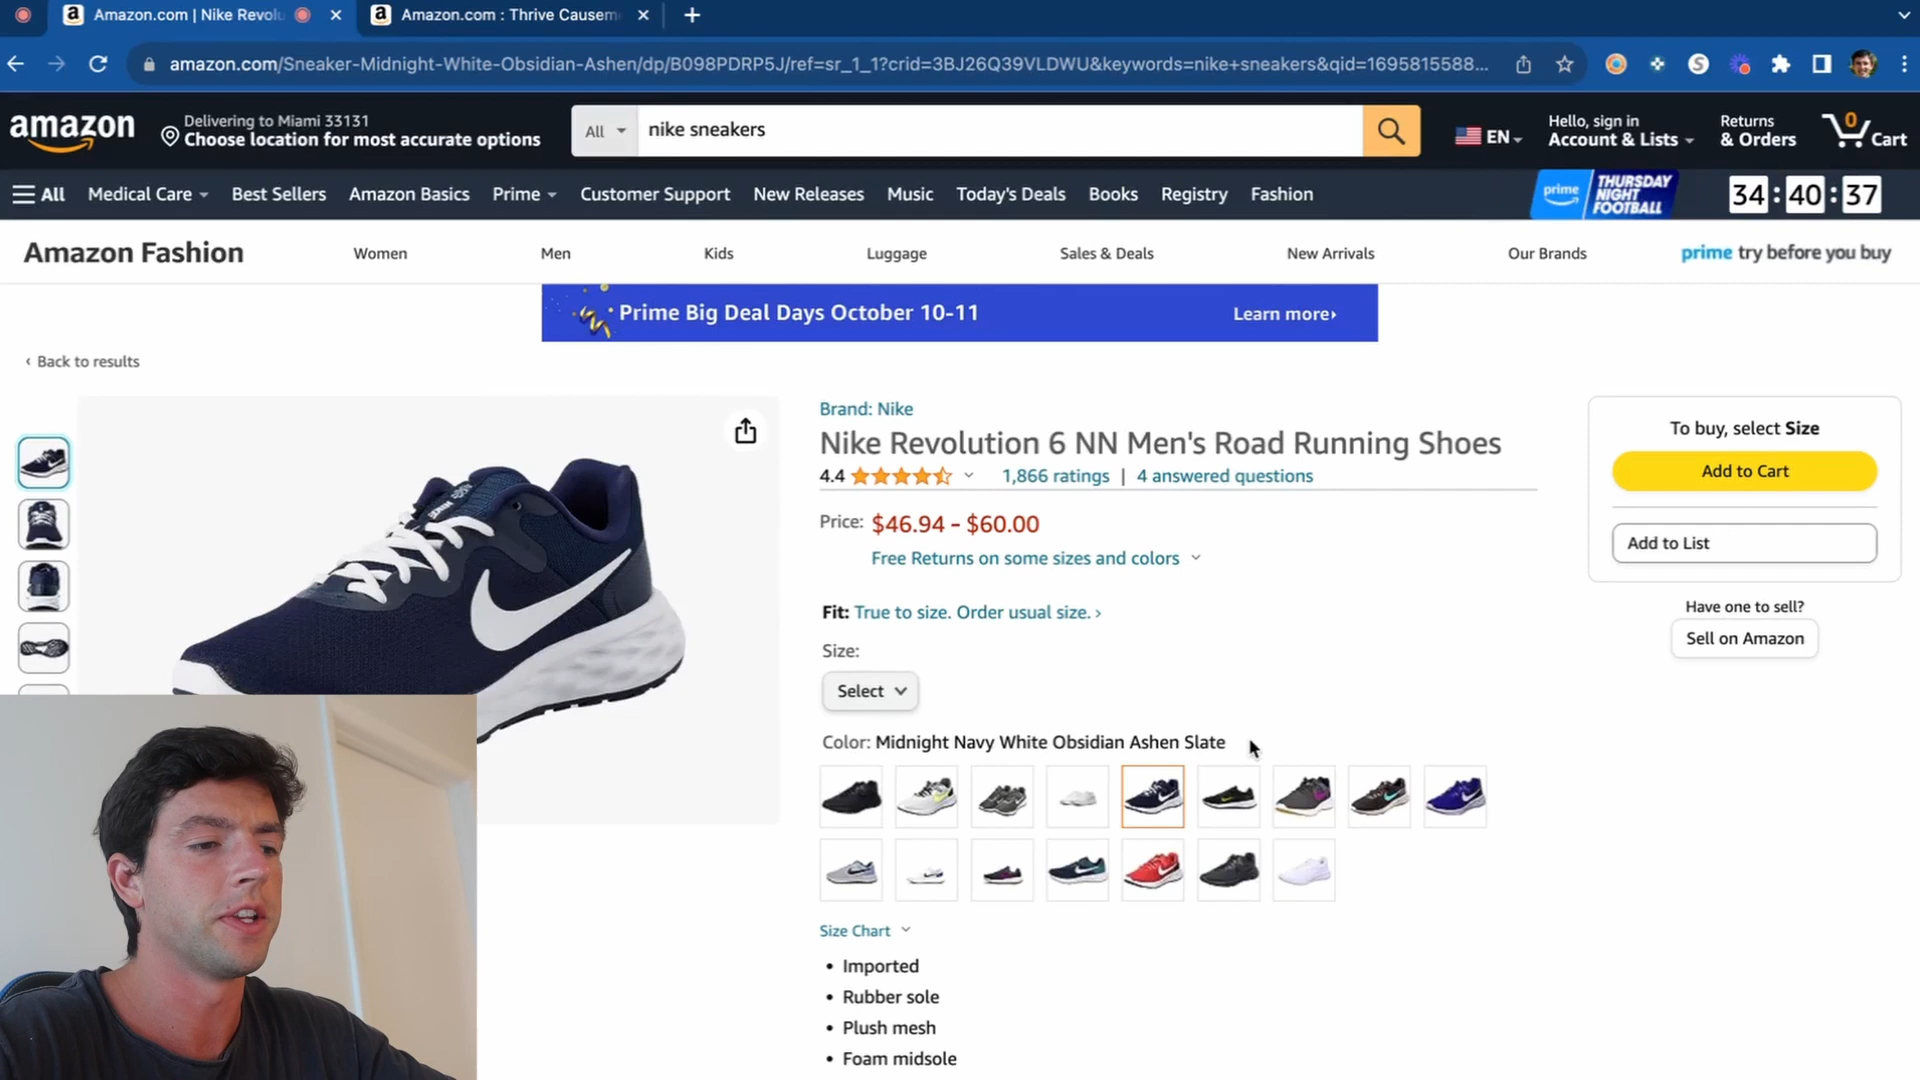 Amazon.com | Nike Revolu
Amazon.com : Thrive Causem
amazon.com/Sneaker-Midnight-White-Obsidian-Ashen/dp/B098PDRP5J/ref=sr_1_1?crid=3BJ26Q39VLDWU&keywords=nike+sneakers&qid=1695815588...
amazon
Delivering to Miami 33131
Choose location for most accurate options
All
nike sneakers
EN
Hello, sign in
Account & Lists
Returns
& Orders
0
Cart
All
Medical Care
Best Sellers
Amazon Basics
Prime
Customer Support
New Releases
Music
Today's Deals
Books
Registry
Fashion
prime
THURSDAY
NIGHT
FOOTBALL
34 : 40 : 37
Amazon Fashion
Women
Men
Kids
Luggage
Sales & Deals
New Arrivals
Our Brands
prime try before you buy
Prime Big Deal Days October 10-11
Learn more
‹ Back to results
Brand: Nike
Nike Revolution 6 NN Men's Road Running Shoes
4.4
1,866 ratings | 4 answered questions
Price: $46.94 - $60.00
Free Returns on some sizes and colors
Fit: True to size. Order usual size. ›
Size:
Select
Color: Midnight Navy White Obsidian Ashen Slate
Size Chart
• Imported
• Rubber sole
• Plush mesh
• Foam midsole
To buy, select Size
Add to Cart
Add to List
Have one to sell?
Sell on Amazon